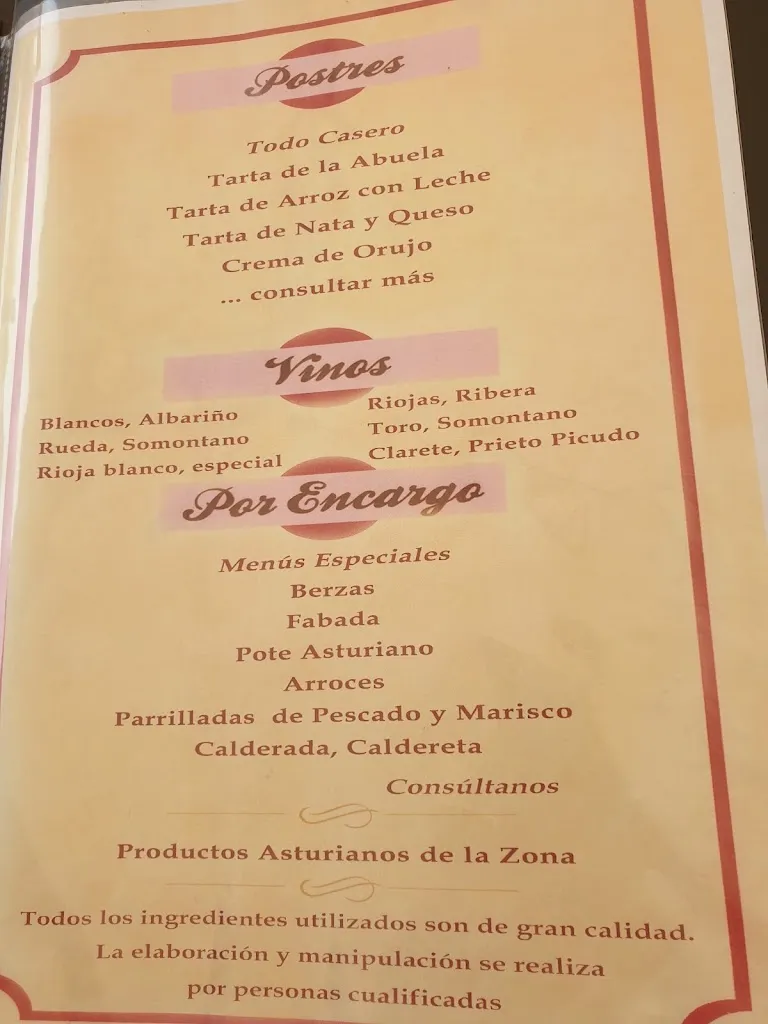 Postres
Todo Casero
Tarta de la Abuela
Tarta de Arroz con Leche
Tarta de Nata y Queso
Crema de Orujo
... consultar más
Vinos
Blancos, Albariño
Rueda, Somontano
Rioja blanco, especial
Riojas, Ribera
Toro, Somontano
Clarete, Prieto Picudo
Por Encargo
Menús Especiales
Berzas
Fabada
Pote Asturiano
Arroces
Parrilladas de Pescado y Marisco
Calderada, Caldereta
Consúltanos
Productos Asturianos de la Zona
Todos los ingredientes utilizados son de gran calidad.
La elaboración y manipulación se realiza
por personas cualificadas